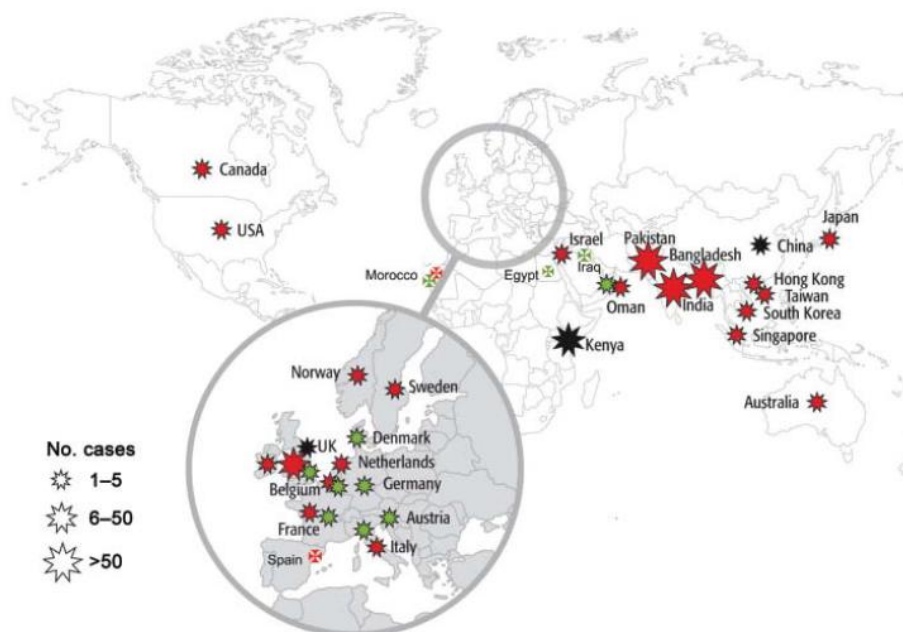 Canada
USA
Morocco
Egypt
Israel
Iraq
Pakistan
Bangladesh
India
Oman
Kenya
China
Japan
Hong Kong
Taiwan
South Korea
Singapore
Australia
Norway
Sweden
UK
Denmark
Netherlands
Belgium
Germany
France
Austria
Italy
Spain
No. cases
1–5
6–50
>50